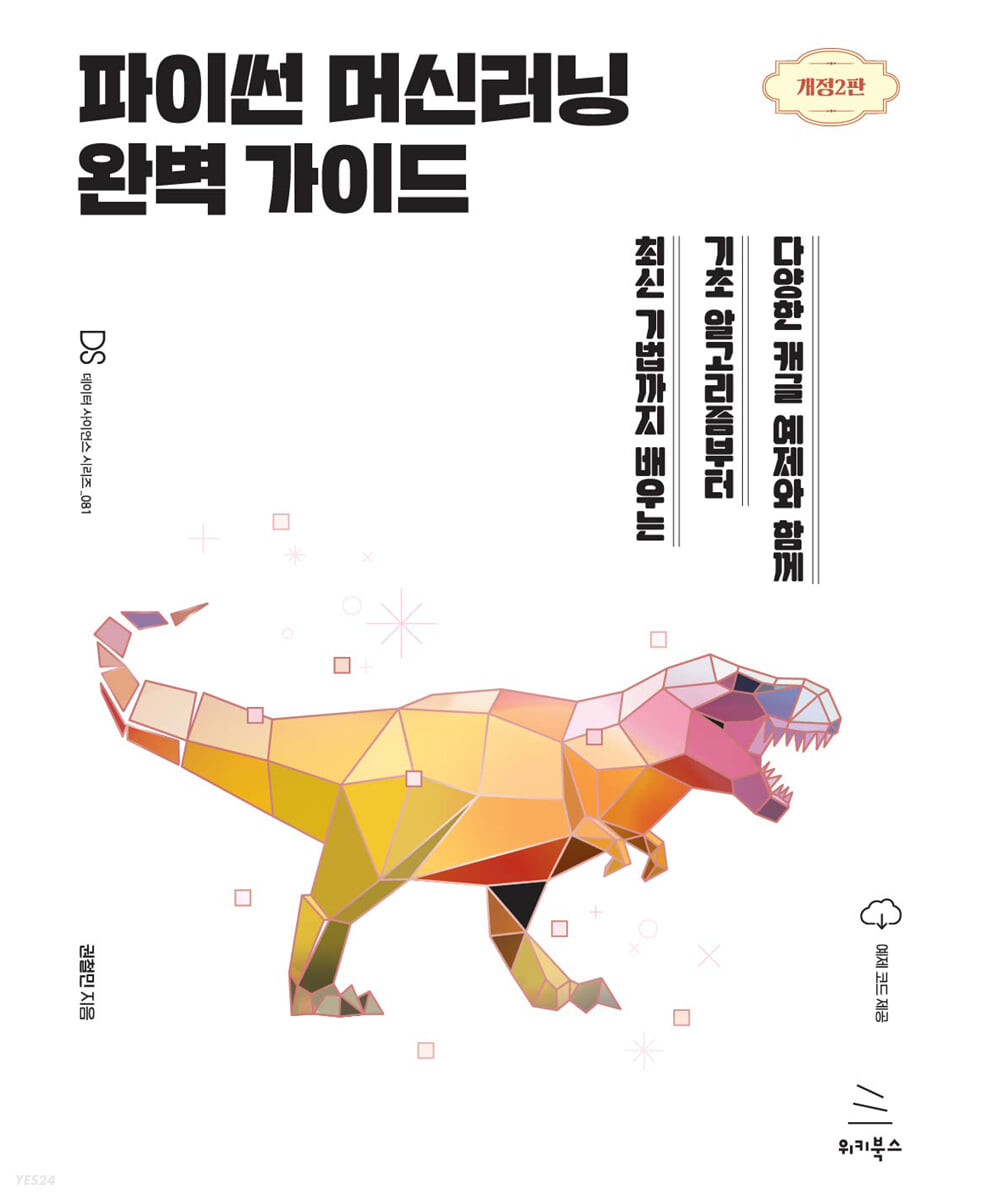 파이썬 머신러닝
완벽 가이드
개정2판
다양한 캐글 예제와 함께
기초 알고리즘부터
최신 기법까지 배우는
DS 데이터 사이언스 시리즈_081
권철민 지음
예제 코드 제공
위키북스
YES24